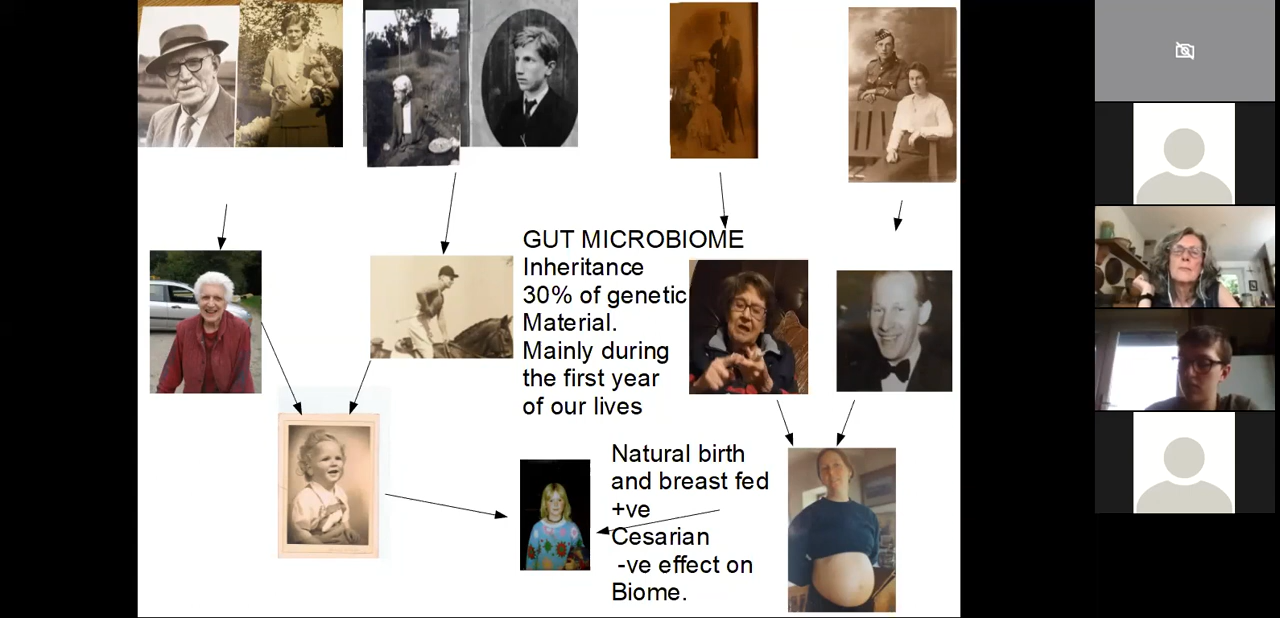 GUT MICROBIOME
Inheritance
30% of genetic
Material.
Mainly during
the first year
of our lives
Natural birth
and breast fed
+ve
Cesarian
-ve effect on
Biome.